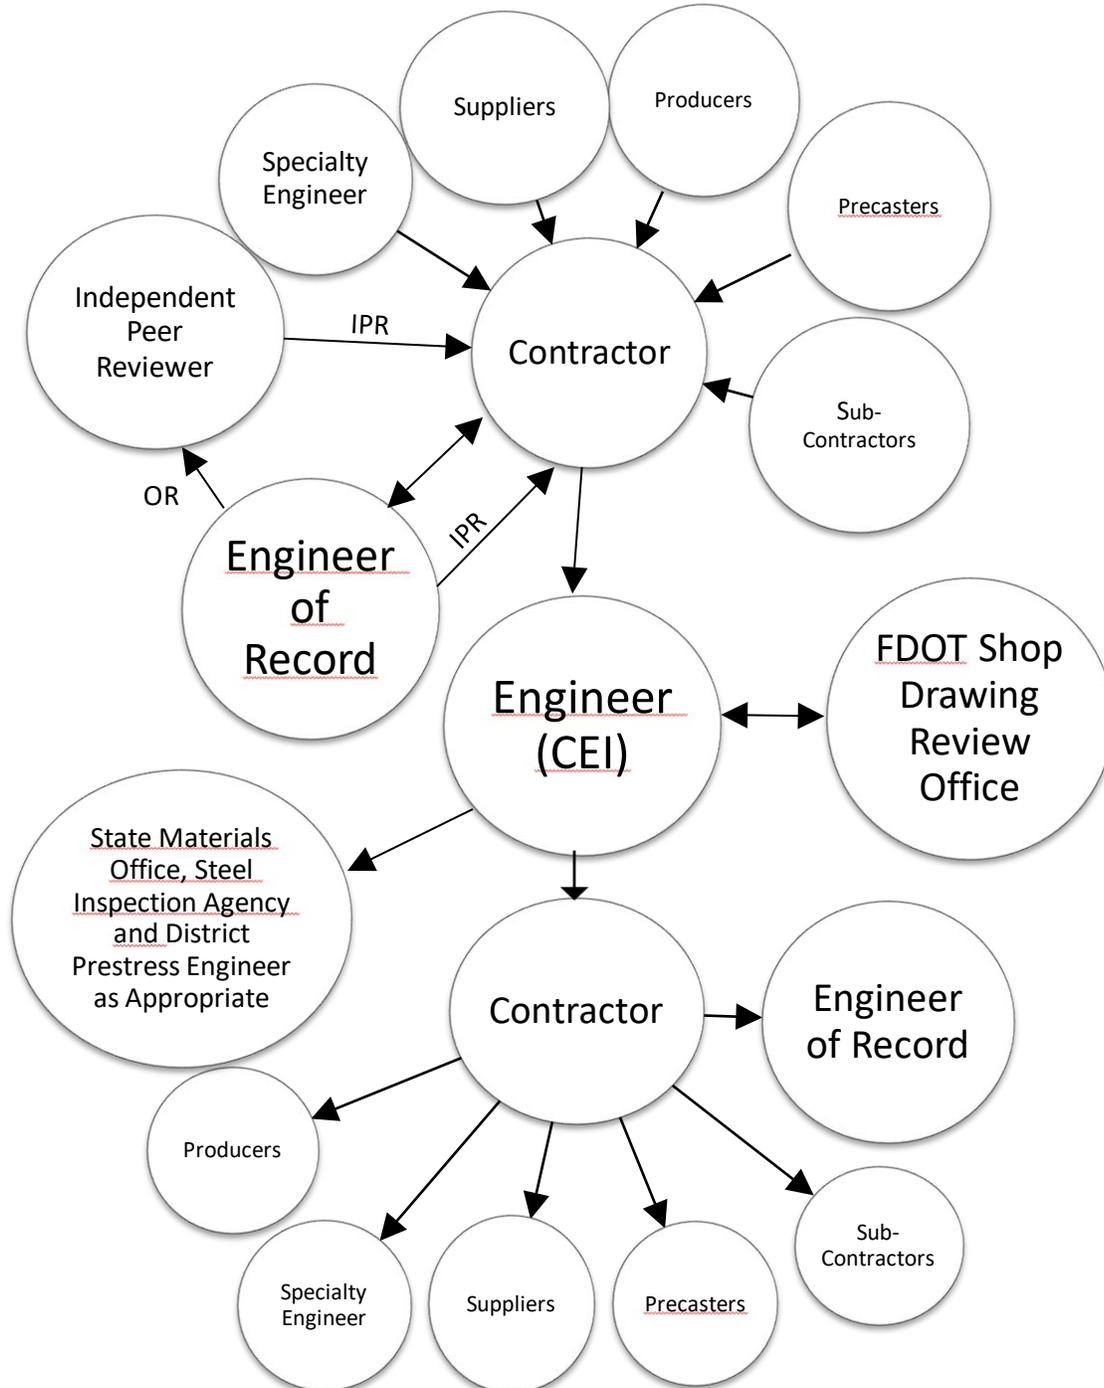 Suppliers
Producers
Specialty
Engineer
Precasters
Independent
Peer
Reviewer
IPR
Contractor
Sub-
Contractors
OR
IPR
Engineer
of
Record
Engineer
(CEI)
FDOT Shop
Drawing
Review
Office
State Materials
Office, Steel
Inspection Agency
and District
Prestress Engineer
as Appropriate
Contractor
Engineer
of Record
Producers
Specialty
Engineer
Suppliers
Precasters
Sub-
Contractors